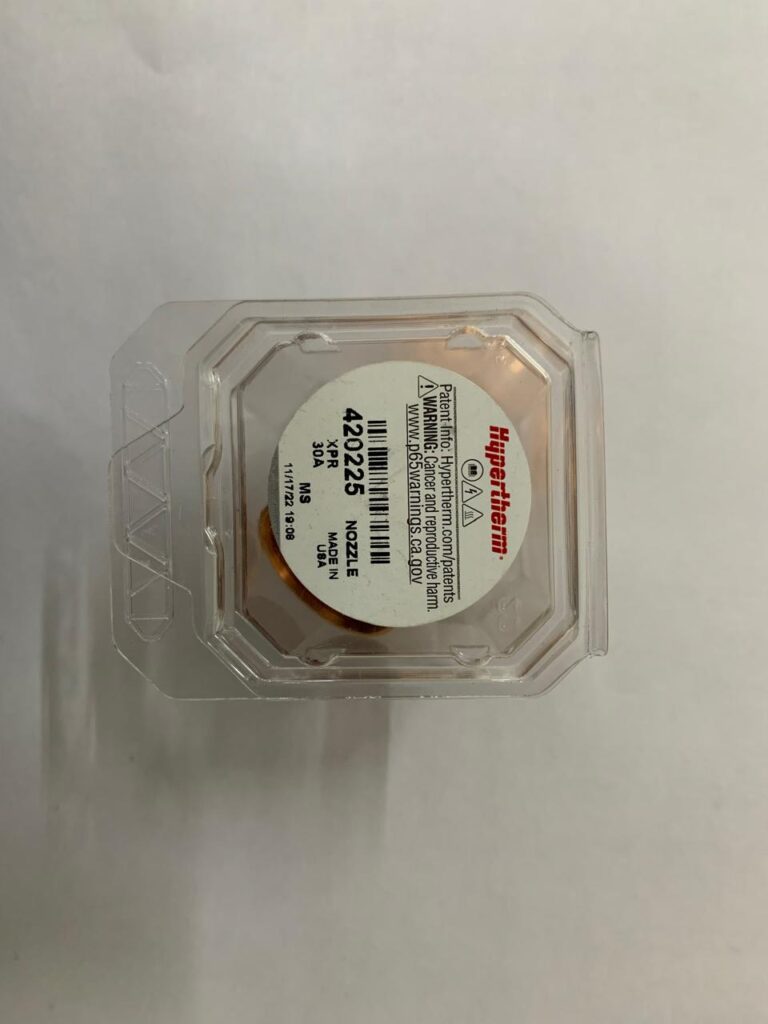 Hypertherm®
Patent Info: Hypertherm.com/patents
WARNING: Cancer and reproductive harm.
www.p65warnings.ca.gov
420225 NOZZLE
XPR MADE IN
30A USA
MS
11/17/22 19:08